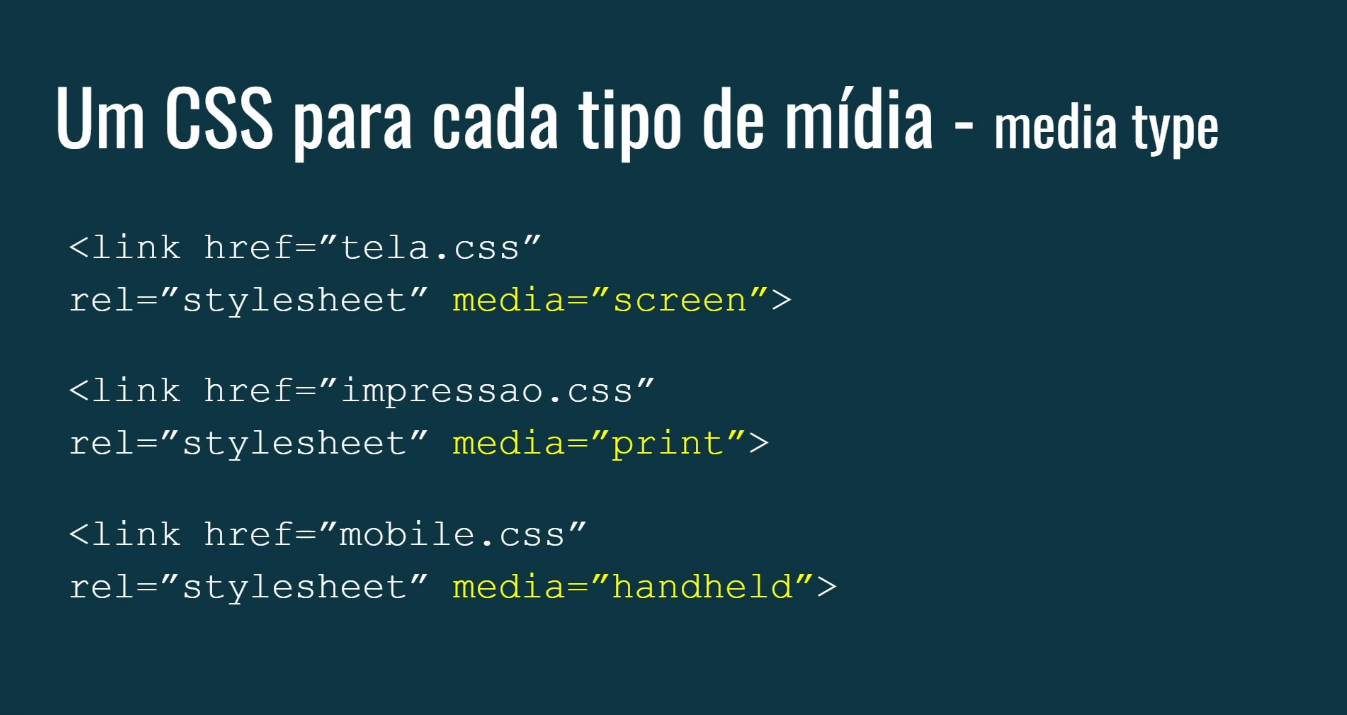 Um CSS para cada tipo de mídia - media type
<link href=”tela.css”
rel=”stylesheet” media=”screen”>
<link href=”impressao.css”
rel=”stylesheet” media=”print”>
<link href=”mobile.css”
rel=”stylesheet” media=”handheld”>